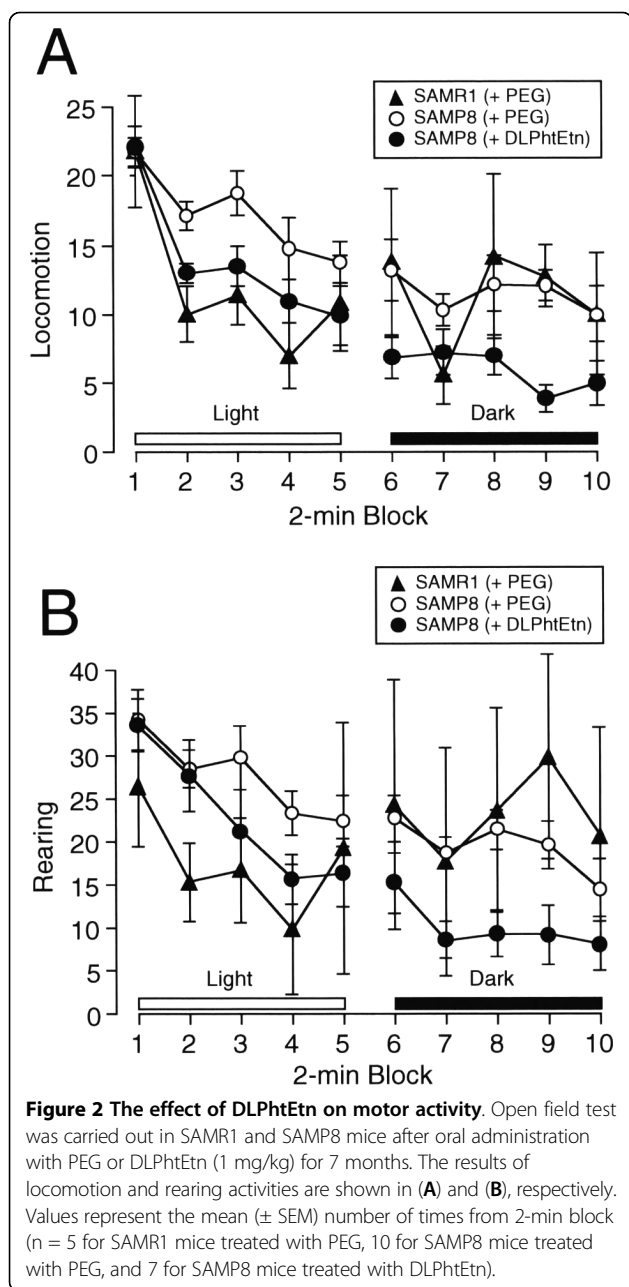 A
25
20
15
10
5
0
Locomotion
▲ SAMR1 (+ PEG)
○ SAMP8 (+ PEG)
● SAMP8 (+ DLPhtEtn)
Light
Dark
1 2 3 4 5 6 7 8 9 10
2-min Block
B
40
35
30
25
20
15
10
5
0
Rearing
▲ SAMR1 (+ PEG)
○ SAMP8 (+ PEG)
● SAMP8 (+ DLPhtEtn)
Light
Dark
1 2 3 4 5 6 7 8 9 10
2-min Block
Figure 2 The effect of DLPhtEtn on motor activity. Open field test
was carried out in SAMR1 and SAMP8 mice after oral administration
with PEG or DLPhtEtn (1 mg/kg) for 7 months. The results of
locomotion and rearing activities are shown in (A) and (B), respectively.
Values represent the mean (± SEM) number of times from 2-min block
(n = 5 for SAMR1 mice treated with PEG, 10 for SAMP8 mice treated
with PEG, and 7 for SAMP8 mice treated with DLPhtEtn).